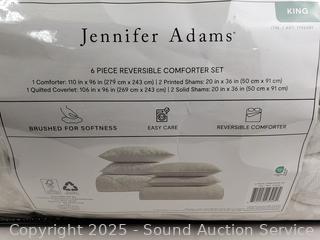 KING
Jennifer Adams
6 PIECE REVERSIBLE COMFORTER SET
1 Comforter: 110 in x 96 in (279 cm x 243 cm) | 2 Printed Shams: 20 in x 36 in (50 cm x 91 cm)
1 Quilted Coverlet: 106 in x 96 in (269 cm x 243 cm) | 2 Solid Shams: 20 in x 36 in (50 cm x 91 cm)
BRUSHED FOR SOFTNESS
EASY CARE
REVERSIBLE COMFORTER
FSC
Copyright 2025 - Sound Auction Service